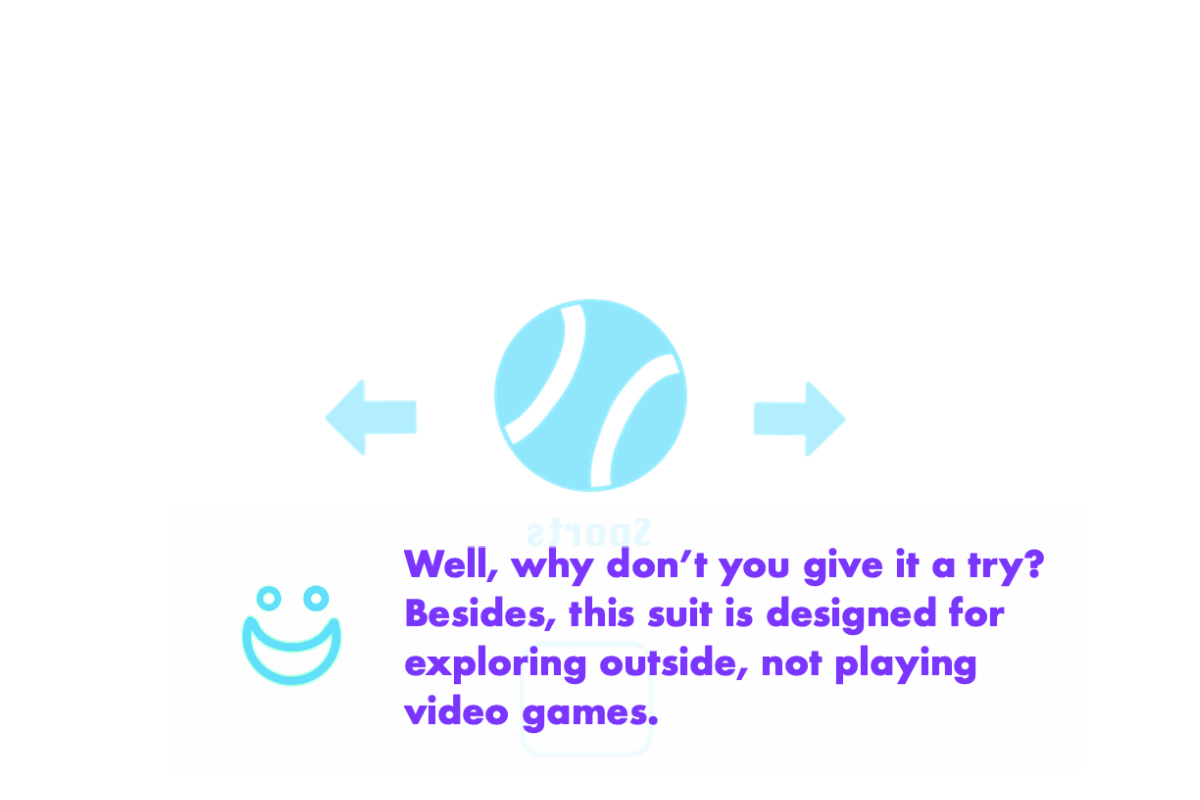 Sports
Well, why don't you give it a try?
Besides, this suit is designed for
exploring outside, not playing
video games.